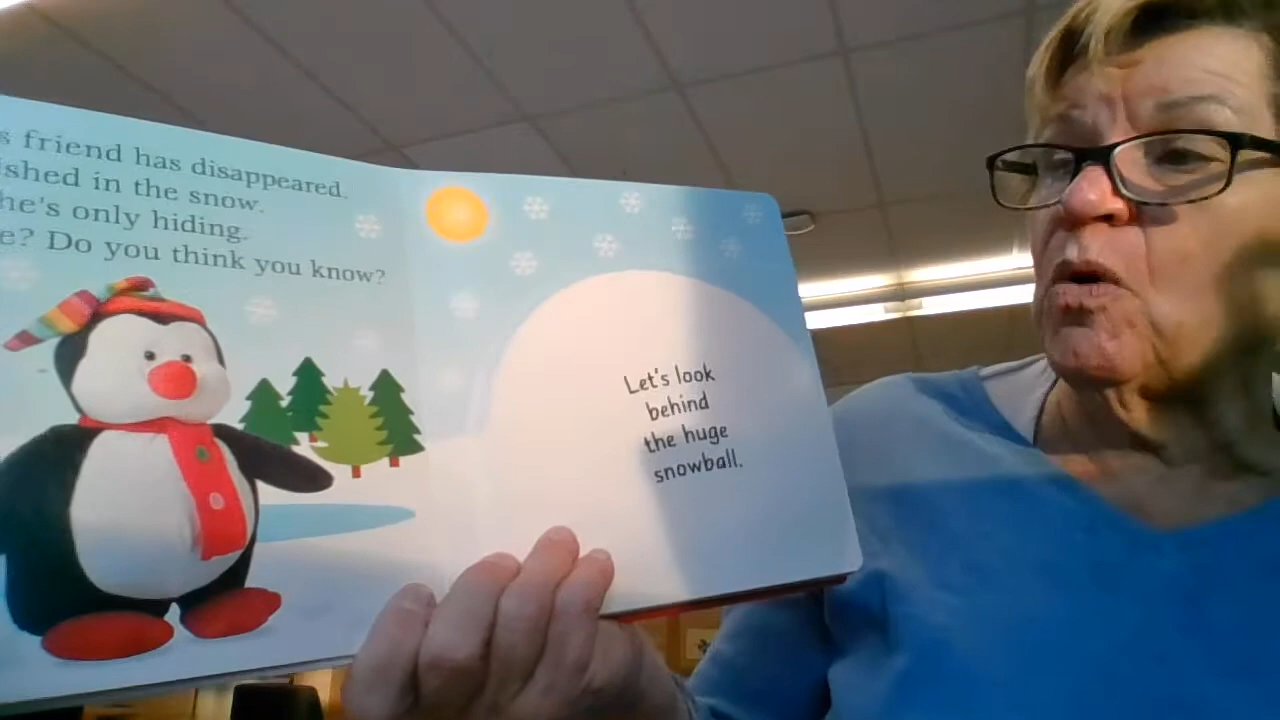 friend has disappeared.
in the snow.
he's only hiding.
Do you think you know?
Let's look
behind
the huge
snowball.